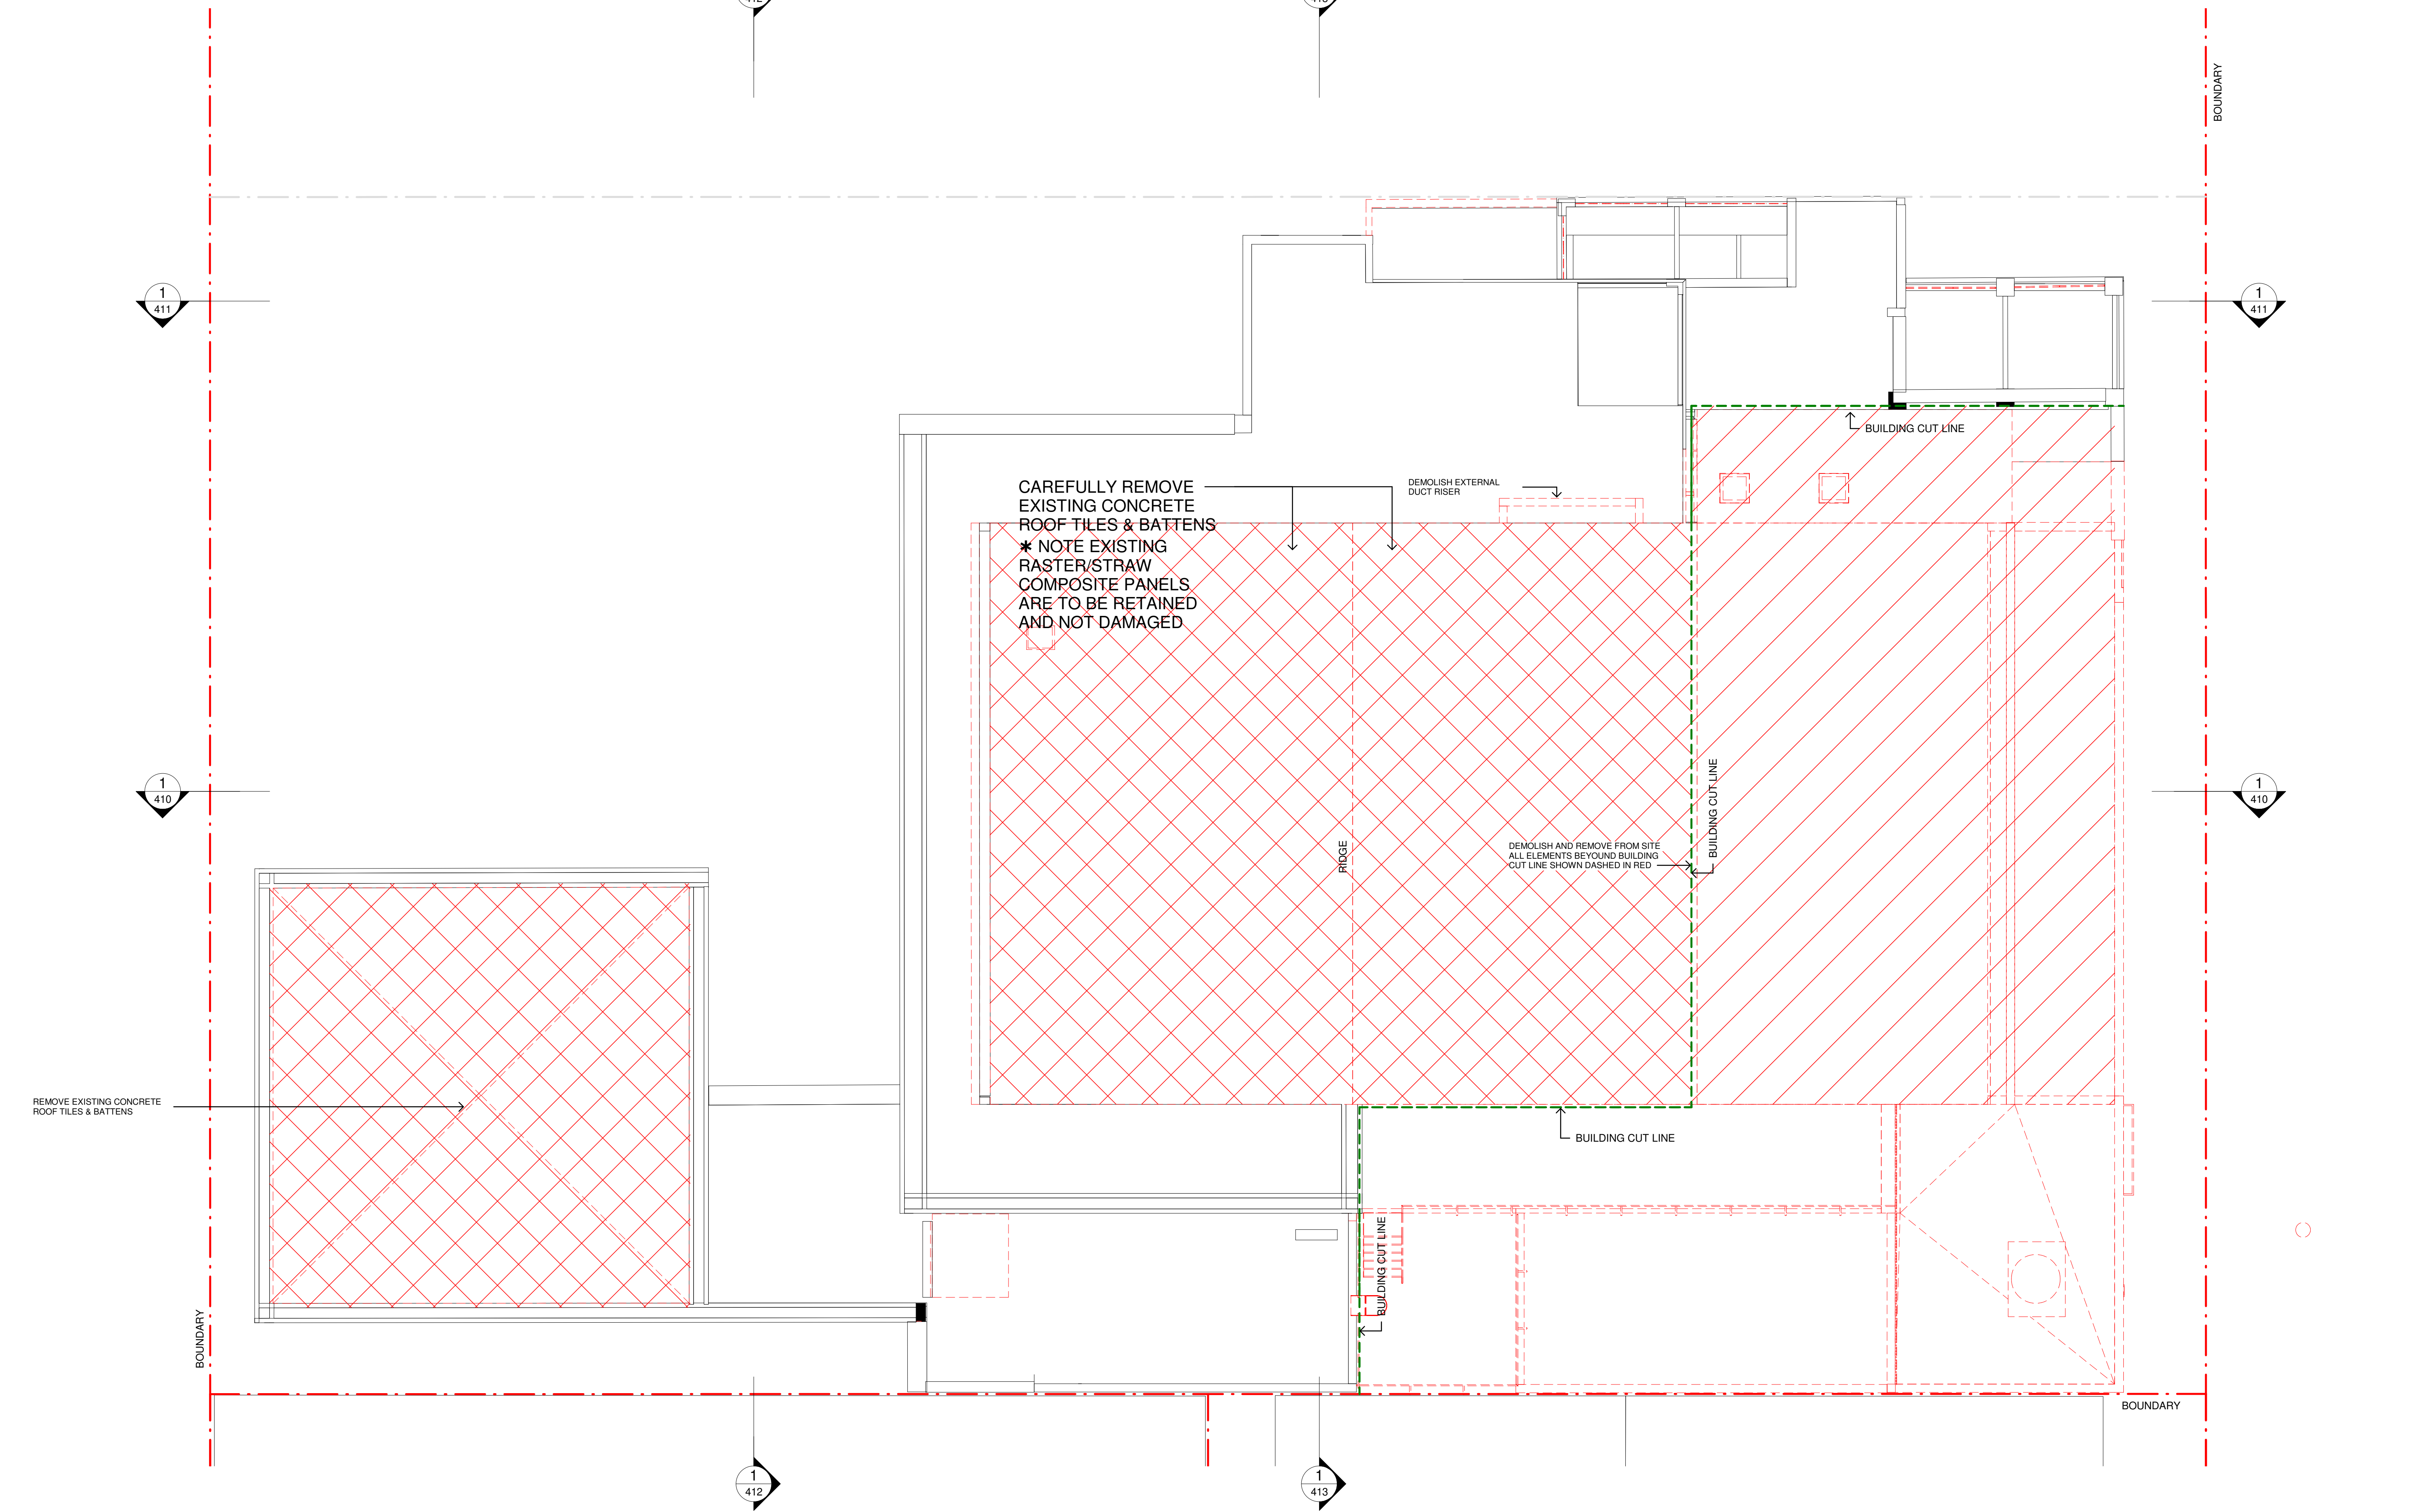 412
413
BOUNDARY
1
411
1
411
BUILDING CUT LINE
CAREFULLY REMOVE
EXISTING CONCRETE
ROOF TILES & BATTENS
✱ NOTE EXISTING
RASTER/STRAW
COMPOSITE PANELS
ARE TO BE RETAINED
AND NOT DAMAGED
DEMOLISH EXTERNAL
DUCT RISER
1
410
1
410
BUILDING CUT LINE
RIDGE
DEMOLISH AND REMOVE FROM SITE
ALL ELEMENTS BEYOUND BUILDING
CUT LINE SHOWN DASHED IN RED
REMOVE EXISTING CONCRETE
ROOF TILES & BATTENS
BUILDING CUT LINE
BUILDING CUT LINE
BOUNDARY
BOUNDARY
1
412
1
413